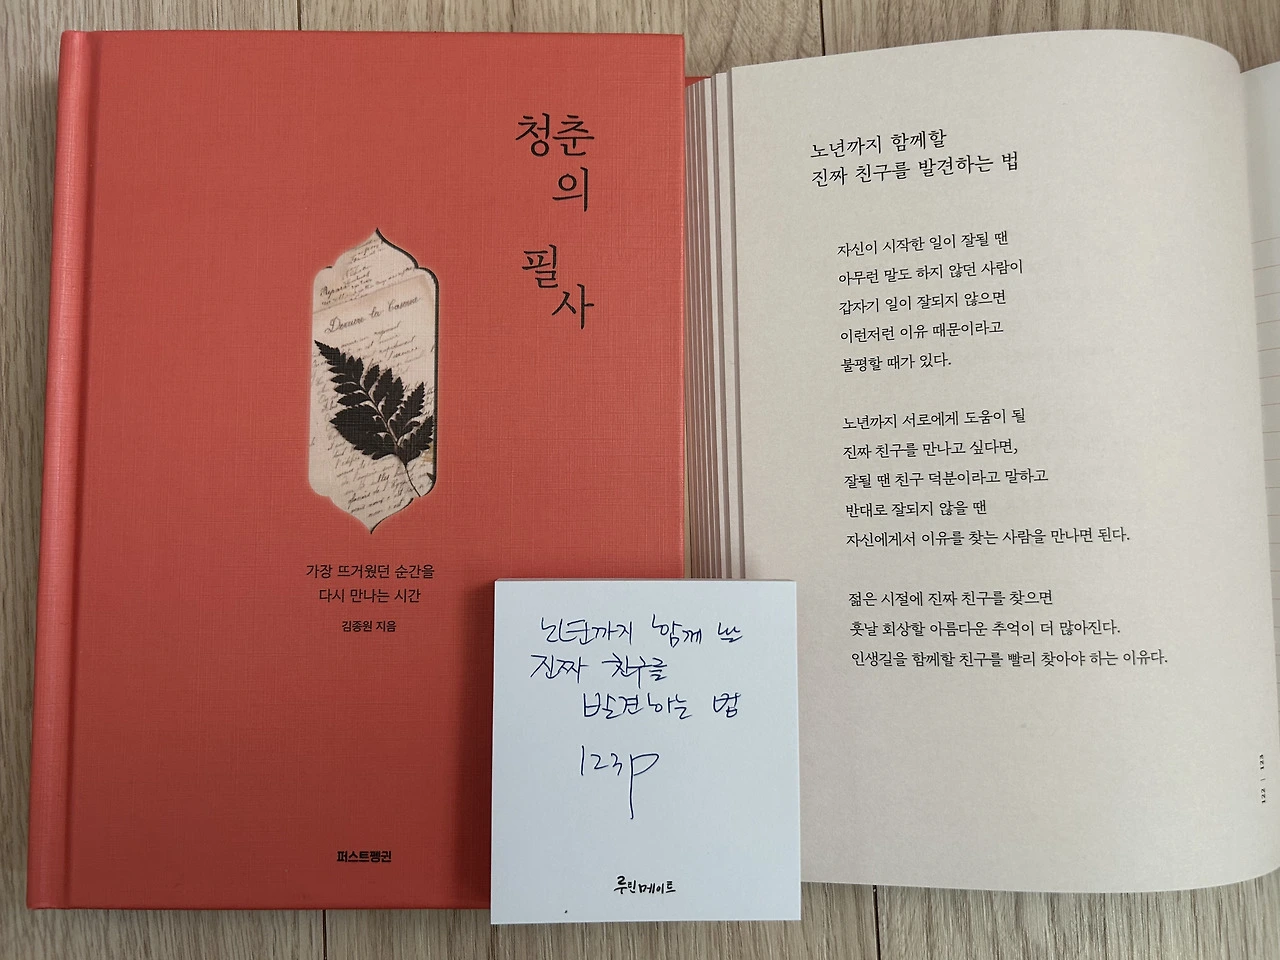 청춘
의
필
사
가장 뜨거웠던 순간을
다시 만나는 시간
김종원 지음
퍼스트펭귄
노년까지 함께할
진짜 친구를 발견하는 법
자신이 시작한 일이 잘될 땐
아무런 말도 하지 않던 사람이
갑자기 일이 잘되지 않으면
이런저런 이유 때문이라고
불평할 때가 있다.
노년까지 서로에게 도움이 될
진짜 친구를 만나고 싶다면,
잘될 땐 친구 덕분이라고 말하고
반대로 잘되지 않을 땐
자신에게서 이유를 찾는 사람을 만나면 된다.
젊은 시절에 진짜 친구를 찾으면
훗날 회상할 아름다운 추억이 더 많아진다.
인생길을 함께할 친구를 빨리 찾아야 하는 이유다.
노년까지 함께
진짜 친구를
발견하는 법
123p
루틴메이트